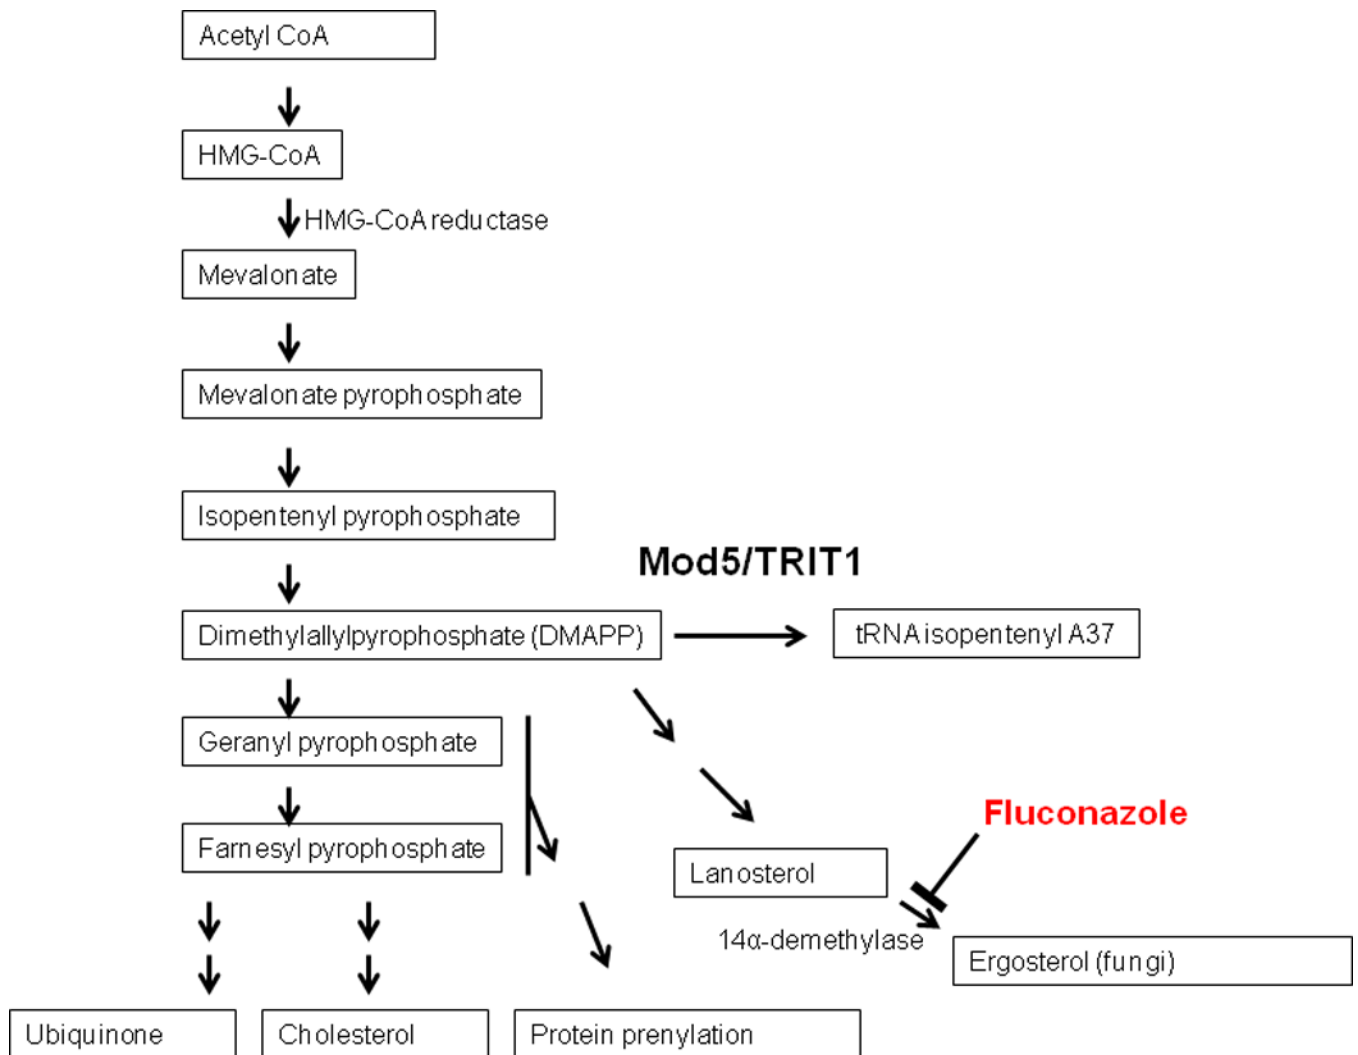 Acetyl CoA
HMG-CoA
HMG-CoA reductase
Mevalonate
Mevalonate pyrophosphate
Isopentenyl pyrophosphate
Mod5/TRIT1
Dimethylallylpyrophosphate (DMAPP)
tRNA isopentenyl A37
Geranyl pyrophosphate
Fluconazole
Farnesyl pyrophosphate
Lanosterol
14α-demethylase
Ergosterol (fungi)
Ubiquinone
Cholesterol
Protein prenylation